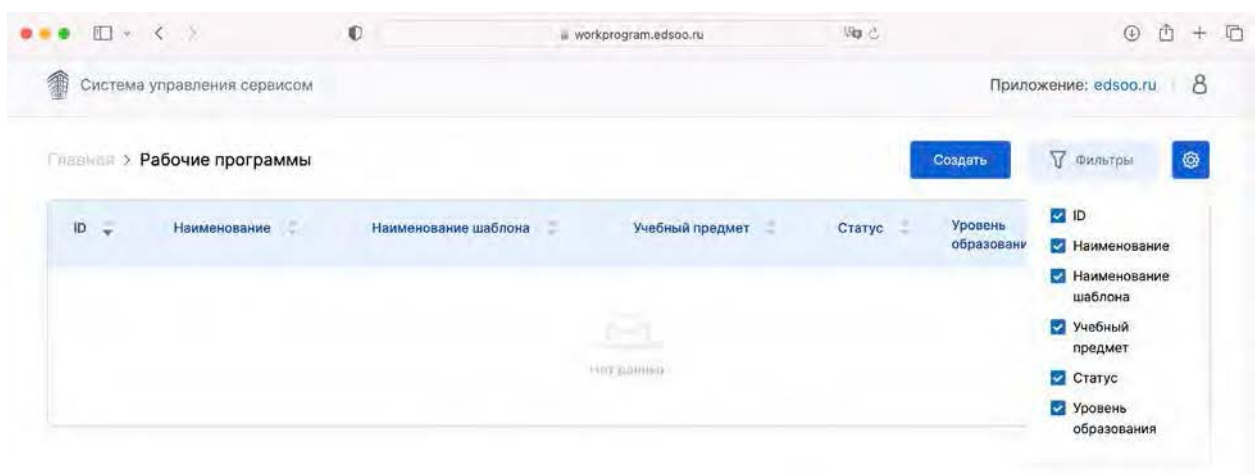 workprogram.edsoo.ru
Система управления сервисом
Приложение: edsoo.ru
Главная > Рабочие программы
Создать
Фильтры
ID
Наименование
Наименование шаблона
Учебный предмет
Статус
Уровень
образовани
ID
Наименование
Наименование
шаблона
Учебный
предмет
Статус
Уровень
образования
Нет данных